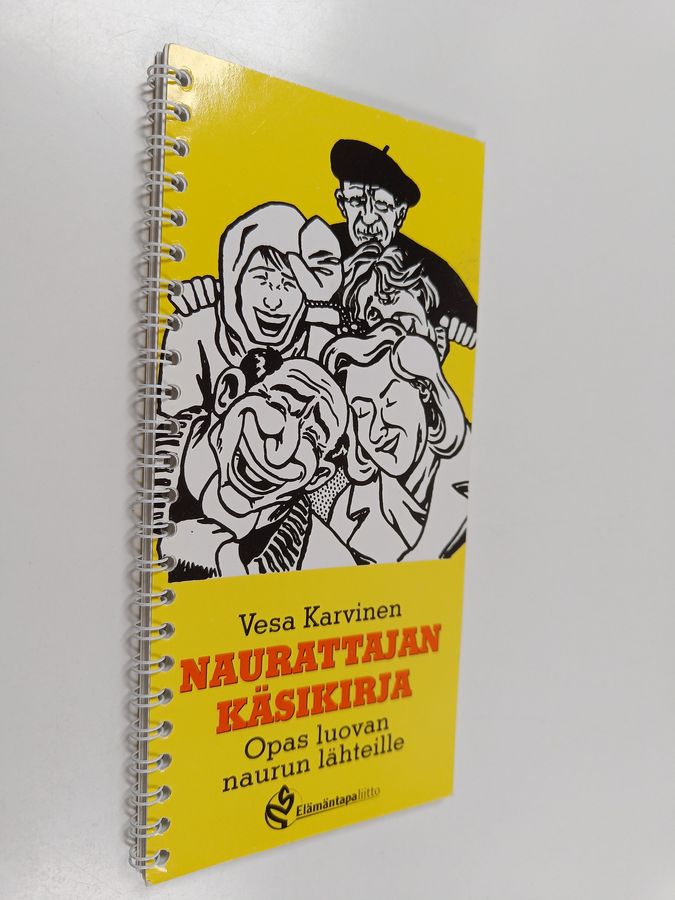 Vesa Karvinen
NAURATTAJAN
KÄSIKIRJA
Opas luovan
naurun lähteille
Elämäntapaliitto